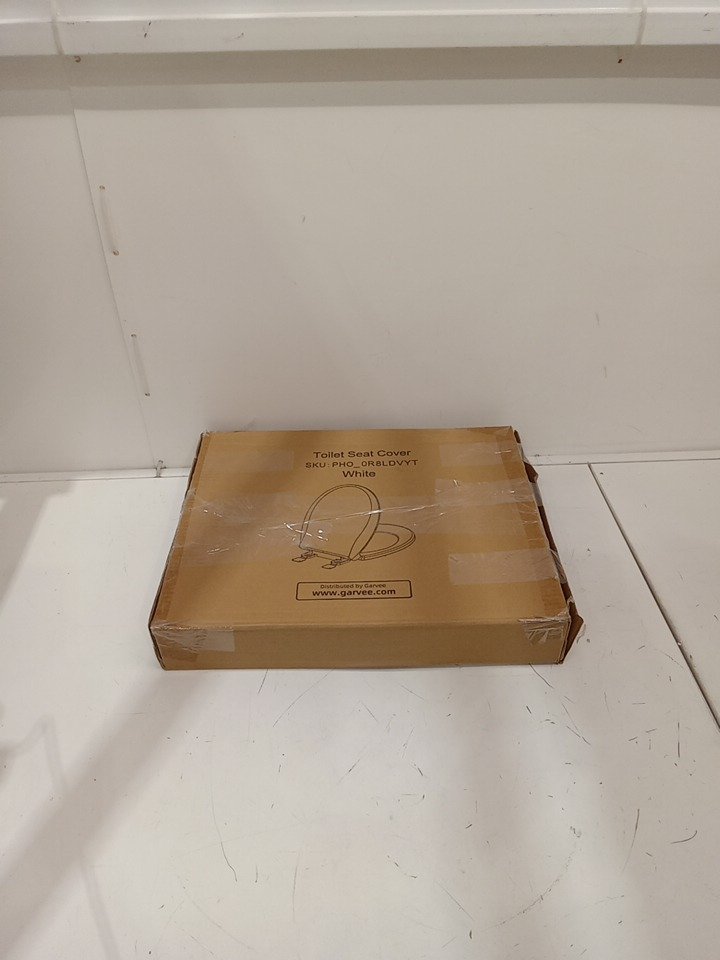 Toilet Seat Cover
SKU:PHO_0R8LDVYT
White
Distributed by Garvee
www.garvee.com